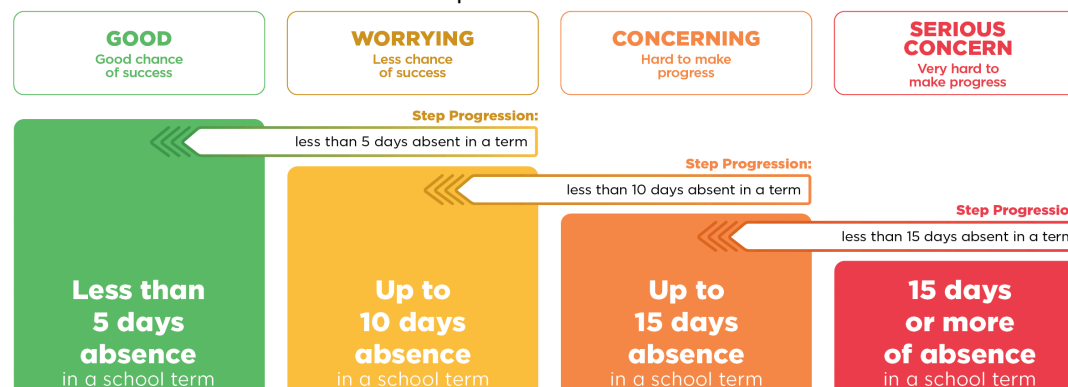 GOOD
Good chance
of success
WORRYING
Less chance
of success
CONCERNING
Hard to make
progress
SERIOUS
CONCERN
Very hard to
make progress
Step Progression:
less than 5 days absent in a term
Step Progression:
less than 10 days absent in a term
Step Progressio
less than 15 days absent in a term
Less than
5 days
absence
in a school term
Up to
10 days
absence
in a school term
Up to
15 days
absence
in a school term
15 days
or more
of absence
in a school term